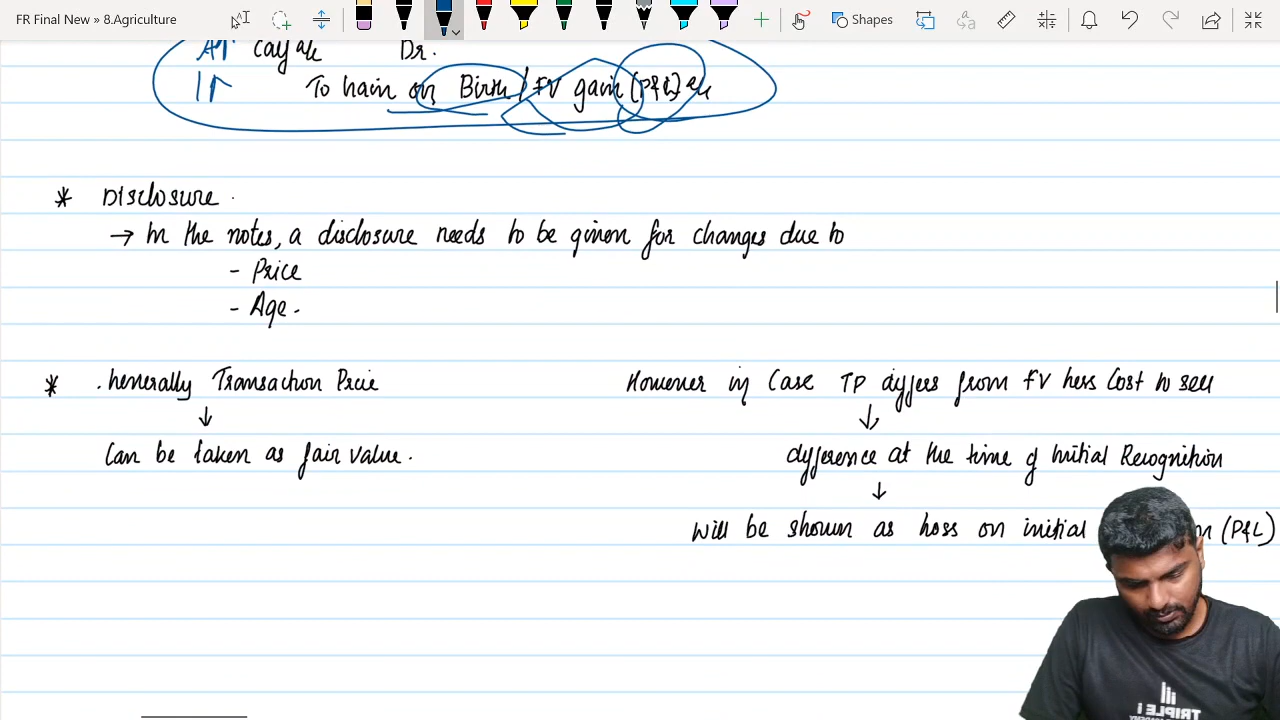 FR Final New » 8.Agriculture
Shapes
Dr.
To Gain on Birth / FV gain (P&L) a/c
* Disclosure.
→ In the notes, a disclosure needs to be given for changes due to
- Price
- Age.
* Generally Transaction Price
↓
Can be taken as fair value.
However in Case TP differs from FV Less Cost to sell
↓
difference at the time of Initial Recognition
↓
Will be shown as Loss on initial (P&L)
TRIPLE I